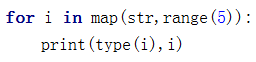 for i in map(str,range(5)):
    print(type(i),i)